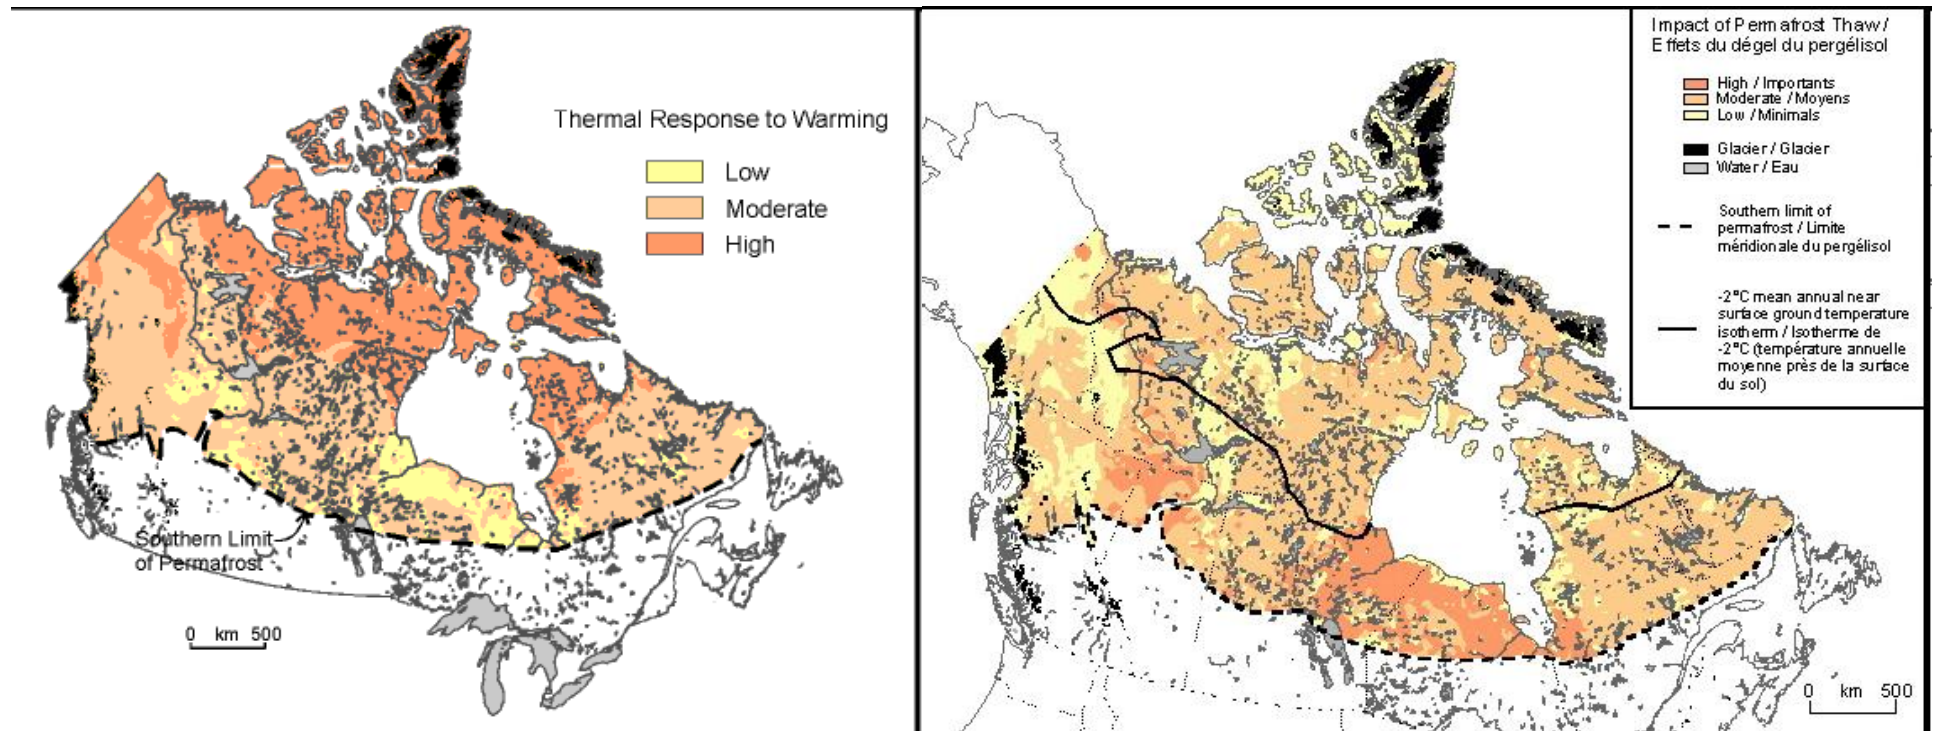 Thermal Response to Warming
Low
Moderate
High
Southern Limit
of Permafrost
0 km 500
Impact of Permafrost Thaw /
Effets du dégel du pergélisol
High / Importants
Moderate / Moyens
Low / Minimals
Glacier / Glacier
Water / Eau
Southern limit of
permafrost / Limite
méridionale du pergélisol
-2°C mean annual near
surface ground temperature
isotherm / Isotherme de
-2°C (température annuelle
moyenne près de la surface
du sol)
0 km 500